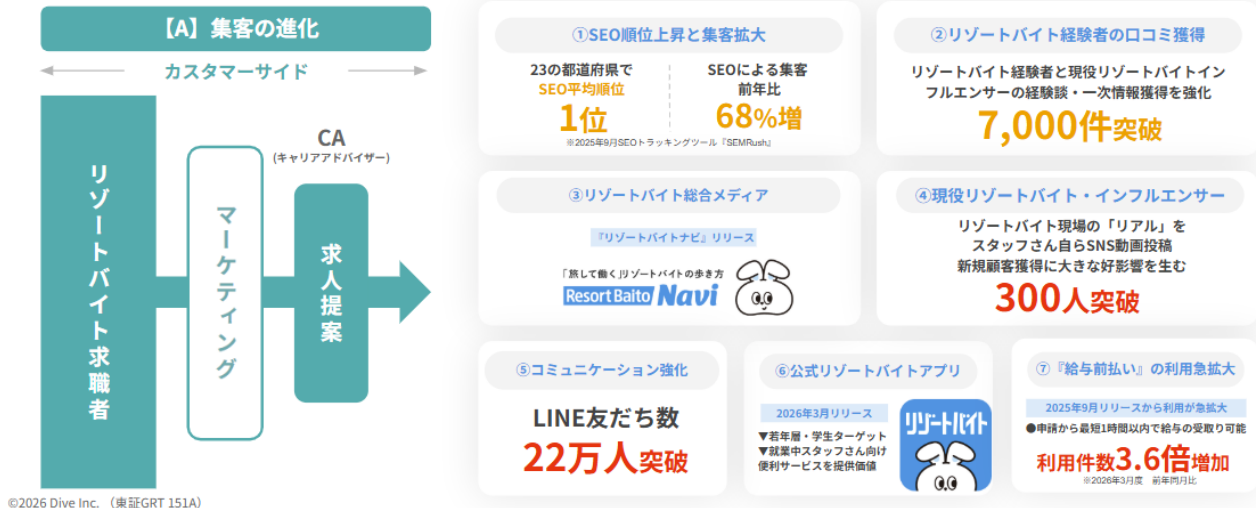 【A】集客の進化
カスタマーサイド
リゾートバイト求職者
マーケティング
CA
(キャリアアドバイザー)
求人提案
©2026 Dive Inc. （東証GRT 151A）
①SEO順位上昇と集客拡大
23の都道府県で
SEO平均順位
1位
SEOによる集客
前年比
68%増
※2025年9月SEOトラッキングツール『SEMRush』
②リゾートバイト経験者の口コミ獲得
リゾートバイト経験者と現役リゾートバイトイン
フルエンサーの経験談・一次情報獲得を強化
7,000件突破
③リゾートバイト総合メディア
『リゾートバイトナビ』リリース
「旅して働く」リゾートバイトの歩き方
Resort Baito Navi
④現役リゾートバイト・インフルエンサー
リゾートバイト現場の「リアル」を
スタッフさん自らSNS動画投稿
新規顧客獲得に大きな好影響を生む
300人突破
⑤コミュニケーション強化
LINE友だち数
22万人突破
⑥公式リゾートバイトアプリ
2026年3月リリース
▼若年層・学生ターゲット
▼就業中スタッフさん向け
便利サービスを提供価値
リゾートバイト
⑦『給与前払い』の利用急拡大
2025年9月リリースから利用が急拡大
●申請から最短1時間以内で給与の受取り可能
利用件数3.6倍増加
※2026年3月度　前年同月比